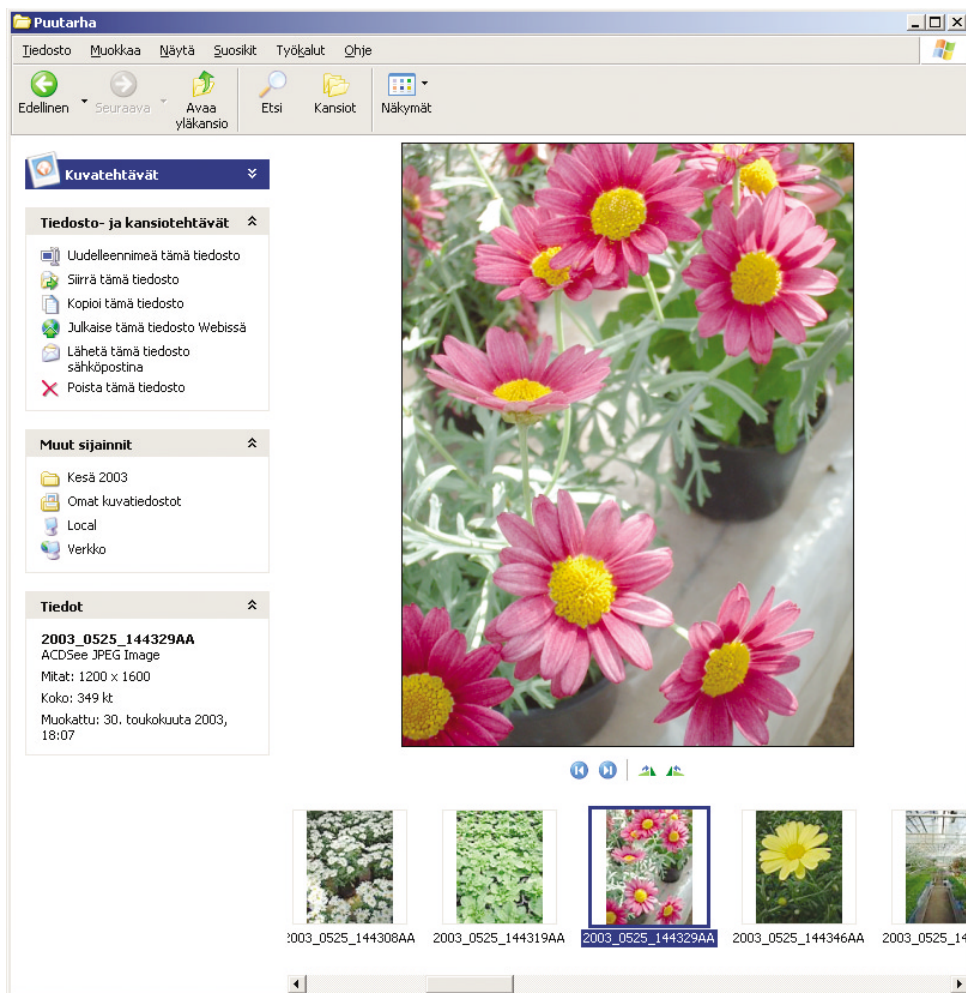 Puutarha
Tiedosto Muokkaa Näytä Suosikit Työkalut Ohje
Edellinen Seuraava Avaa yläkansio Etsi Kansiot Näkymät
Kuvatehtävät
Tiedosto- ja kansiotehtävät
Uudelleennimeä tämä tiedosto
Siirrä tämä tiedosto
Kopioi tämä tiedosto
Julkaise tämä tiedosto Webissä
Lähetä tämä tiedosto
sähköpostina
Poista tämä tiedosto
Muut sijainnit
Kesä 2003
Omat kuvatiedostot
Local
Verkko
Tiedot
2003_0525_144329AA
ACDSee JPEG Image
Mitat: 1200 x 1600
Koko: 349 kt
Muokattu: 30. toukokuuta 2003,
18:07
2003_0525_144308AA 2003_0525_144319AA 2003_0525_144329AA 2003_0525_144346AA 2003_0525_14